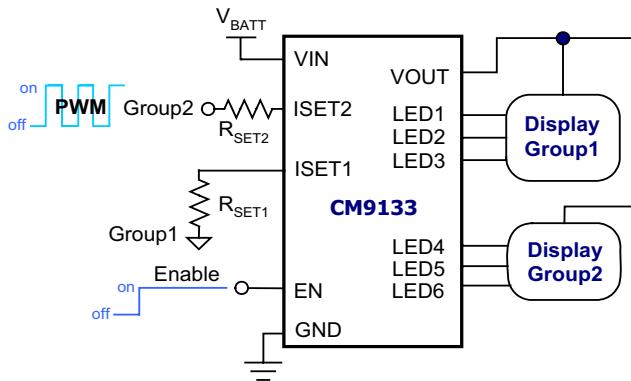 VBATT
VIN
VOUT
on
off
PWM
Group2
RSET2
ISET2
LED1
LED2
LED3
Display
Group1
ISET1
RSET1
Group1
CM9133
LED4
LED5
LED6
Display
Group2
Enable
on
off
EN
GND